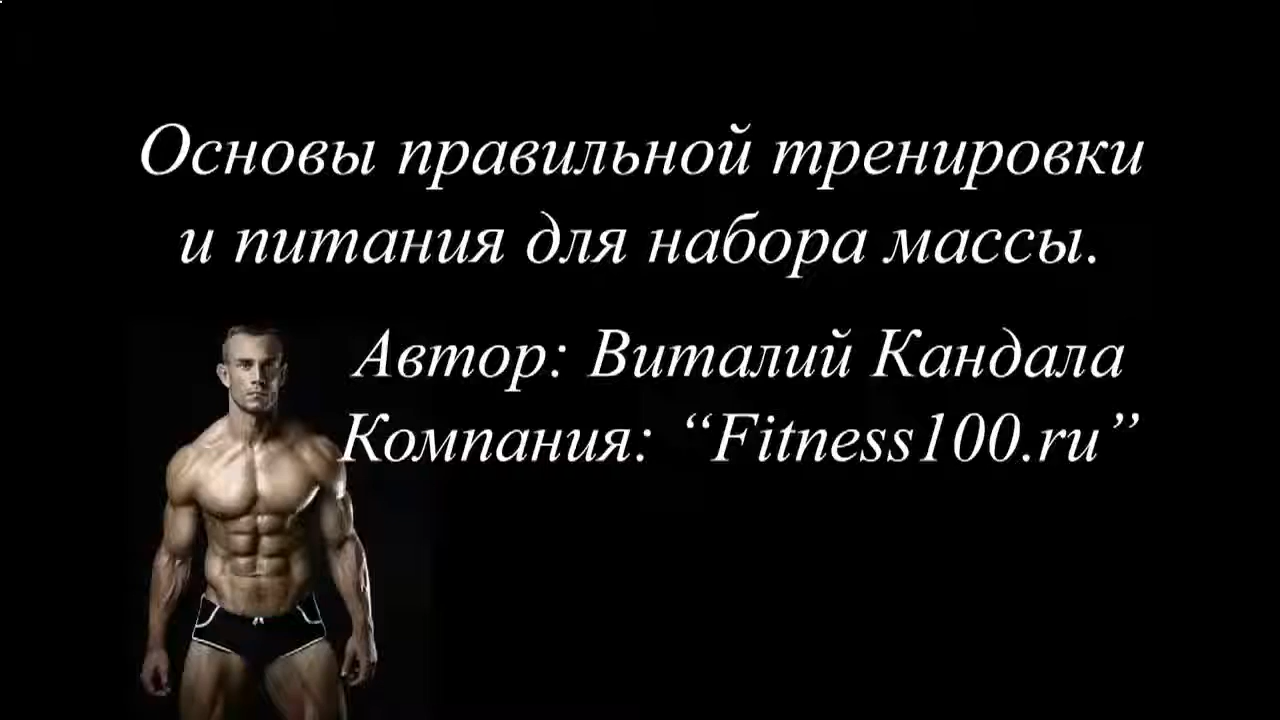 Основы правильной тренировки
и питания для набора массы.
Автор: Виталий Кандала
Компания: “Fitness100.ru”